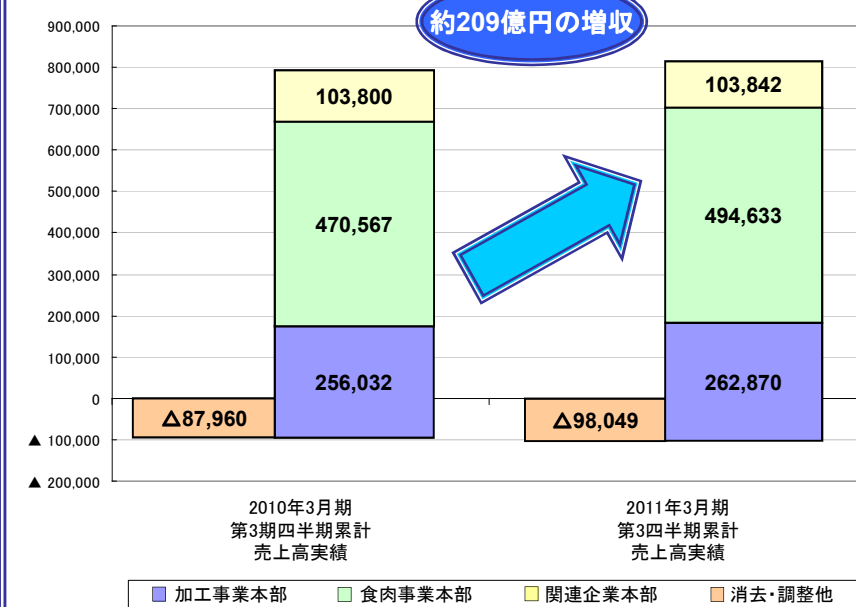 約209億円の増収
900,000
800,000
700,000
600,000
500,000
400,000
300,000
200,000
100,000
0
▲ 100,000
▲ 200,000
103,800
470,567
256,032
△87,960
103,842
494,633
262,870
△98,049
2010年3月期
第3期四半期累計
売上高実績
2011年3月期
第3四半期累計
売上高実績
加工事業本部 食肉事業本部 関連企業本部 消去・調整他